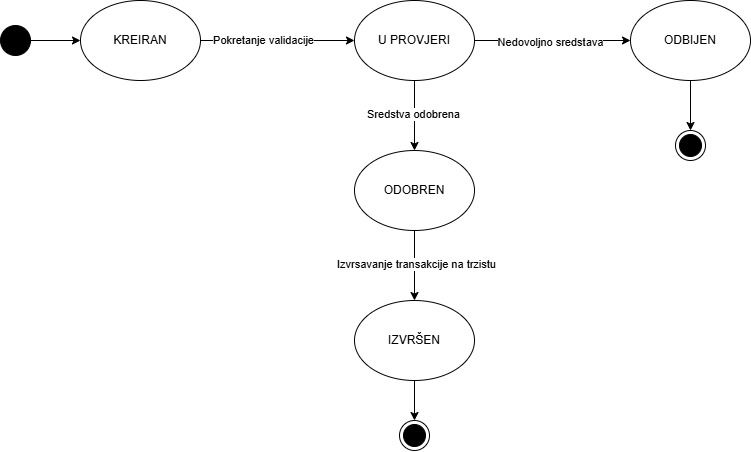 KREIRAN
Pokretanje validacije
U PROVJERI
Nedovoljno sredstava
ODBIJEN
Sredstva odobrena
ODOBREN
Izvrsavanje transakcije na trzistu
IZVRŠEN